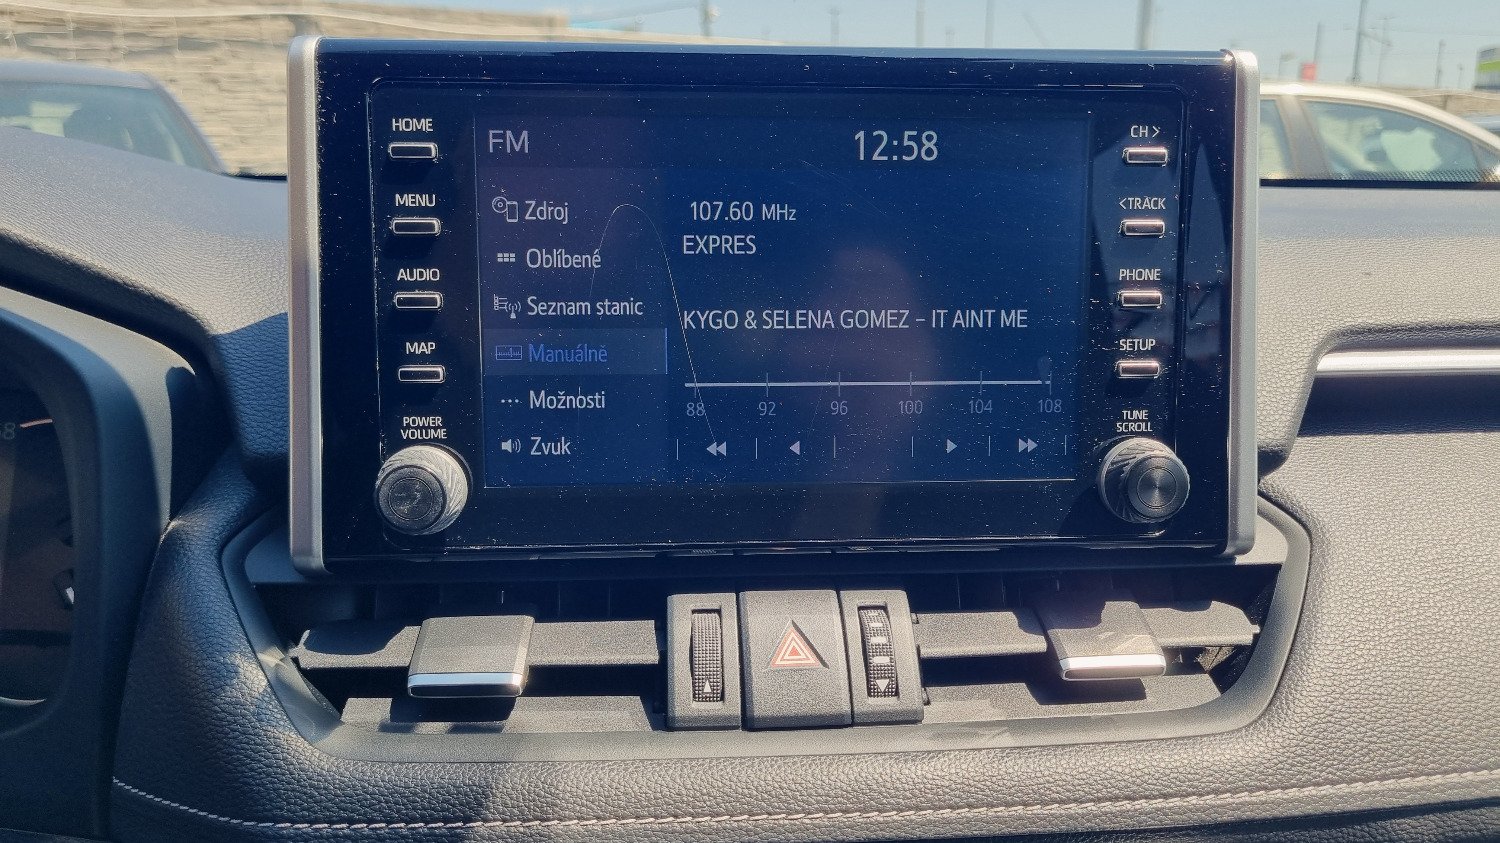 HOME
MENU
AUDIO
MAP
POWER
VOLUME
FM
12:58
Zdroj
Oblíbené
Seznam stanic
Manuálně
Možnosti
Zvuk
107.60 MHz
EXPRES
KYGO & SELENA GOMEZ – IT AINT ME
88 92 96 100 104 108
CH >
<TRACK
PHONE
SETUP
TUNE
SCROLL